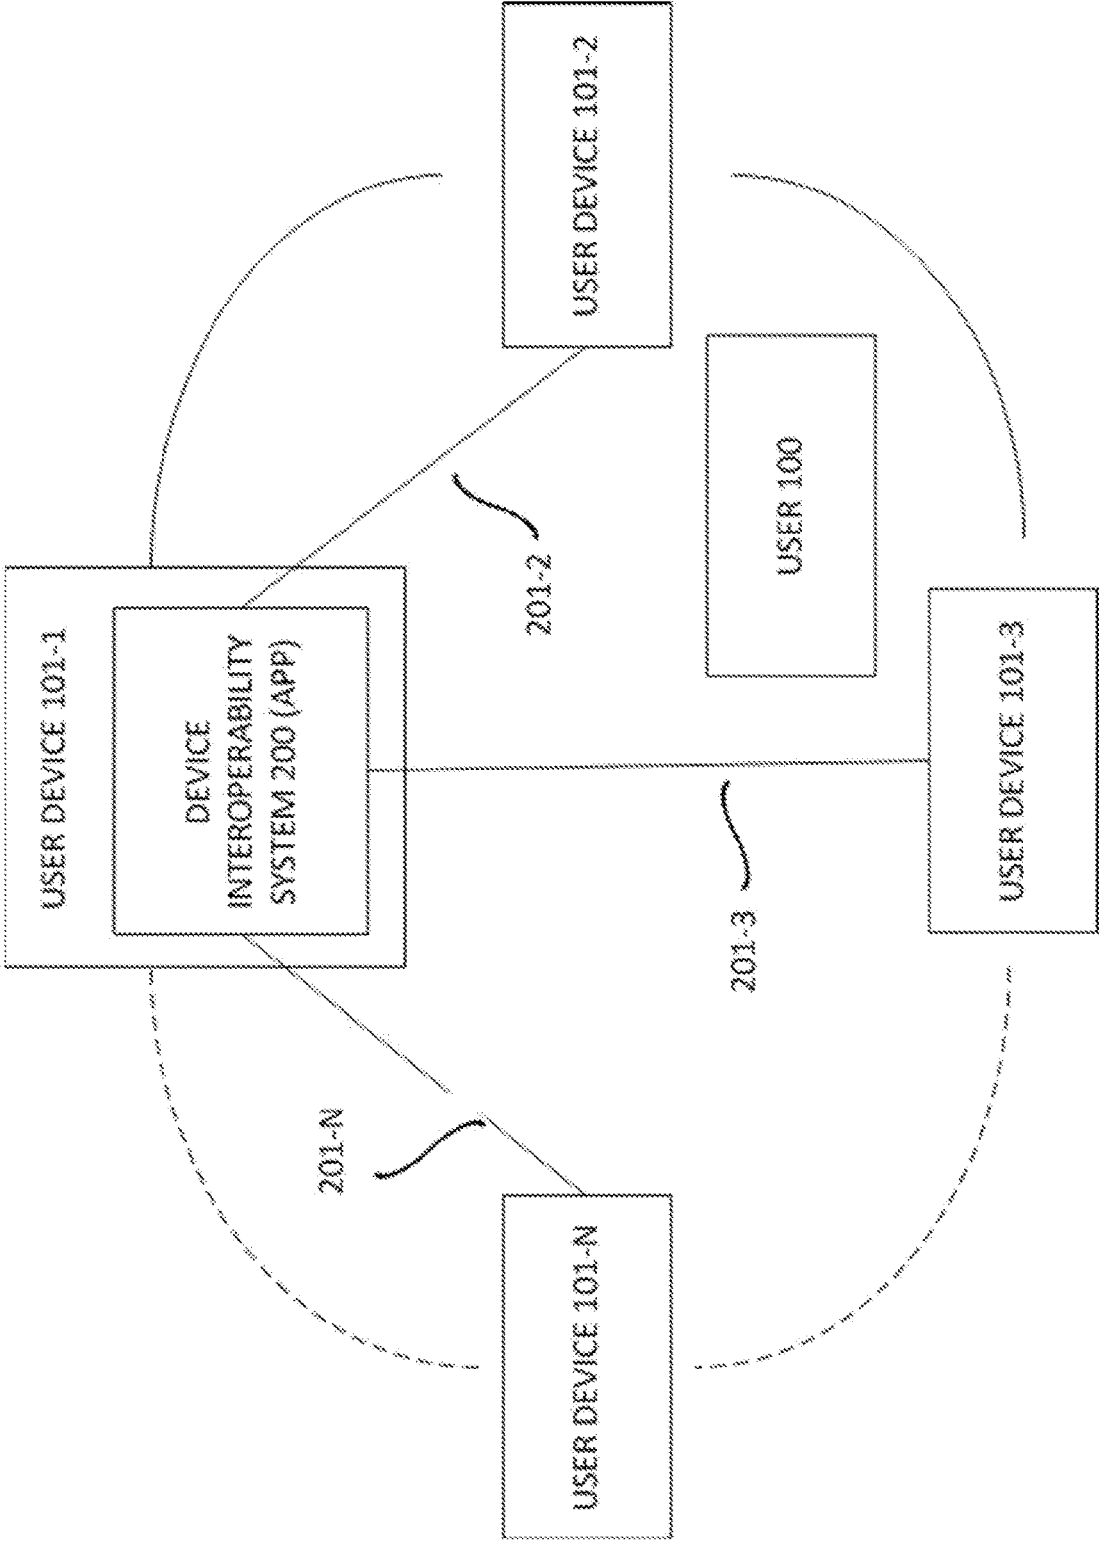 USER DEVICE 101-1
DEVICE
INTEROPERABILITY
SYSTEM 200 (APP)
201-N
201-2
USER DEVICE 101-N
USER DEVICE 101-2
201-3
USER 100
USER DEVICE 101-3